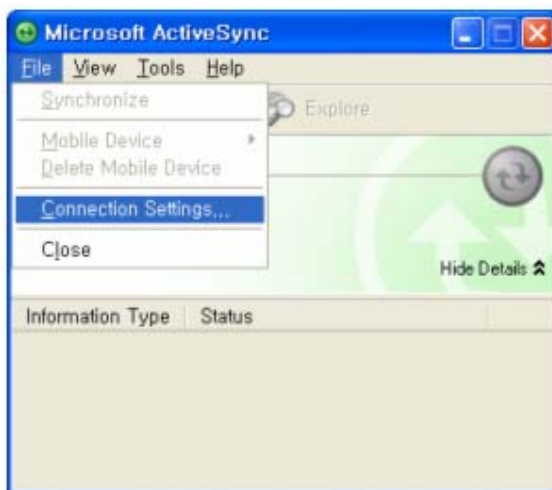 Microsoft ActiveSync
File View Tools Help
Synchronize
Explore
Mobile Device
Delete Mobile Device
Connection Settings...
Close
Hide Details
Information Type Status